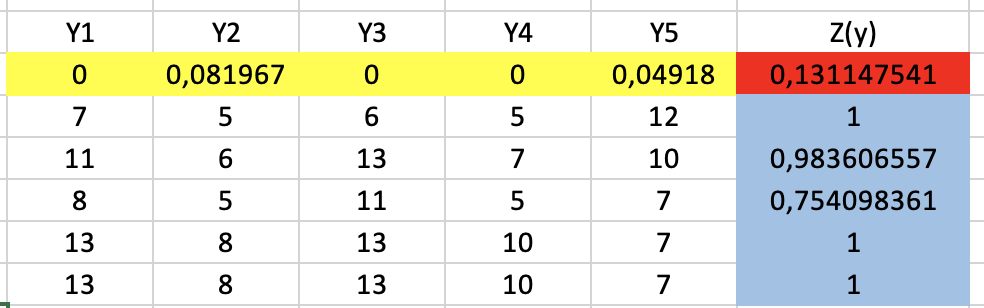 Y1 Y2 Y3 Y4 Y5 Z(y)
0 0,081967 0 0 0,04918 0,131147541
7 5 6 5 12 1
11 6 13 7 10 0,983606557
8 5 11 5 7 0,754098361
13 8 13 10 7 1
13 8 13 10 7 1